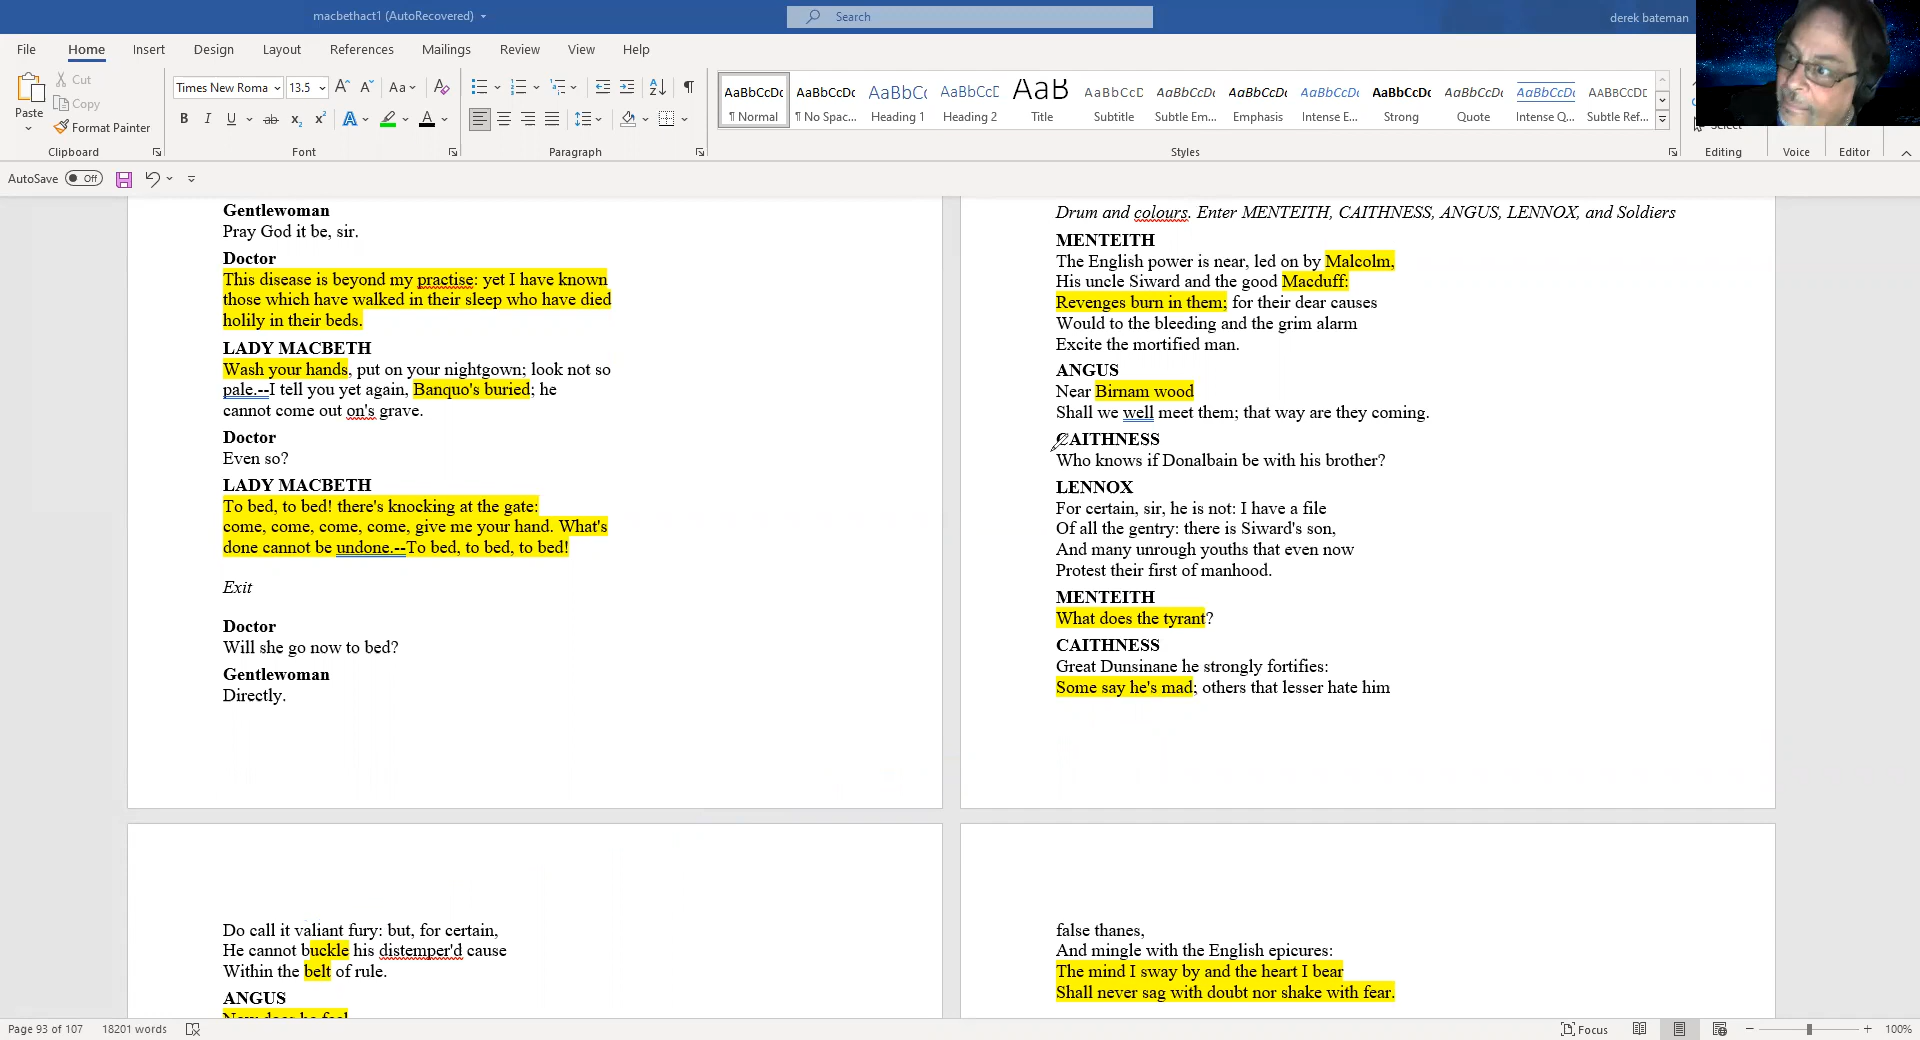 macbethact1 (AutoRecovered)
Search
derek bateman
File Home Insert Design Layout References Mailings Review View Help
Paste
Cut
Copy
Format Painter
Times New Roma 13.5
Aa
AaBbCcDc AaBbCcDc AaBbC AaBbCcD AaB AaBbCcD AaBbCcDc AaBbCcDc AaBbCcDc AaBbCcDc AaBbCcDc AaBbCcDc AABBCCDE
¶ Normal ¶ No Spac... Heading 1 Heading 2 Title Subtitle Subtle Em... Emphasis Intense E... Strong Quote Intense Q... Subtle Ref...
Select
Clipboard Font Paragraph Styles Editing Voice Editor
AutoSave Off
Gentlewoman
Pray God it be, sir.
Doctor
This disease is beyond my practise: yet I have known
those which have walked in their sleep who have died
holily in their beds.
LADY MACBETH
Wash your hands, put on your nightgown; look not so
pale.--I tell you yet again, Banquo's buried; he
cannot come out on's grave.
Doctor
Even so?
LADY MACBETH
To bed, to bed! there's knocking at the gate:
come, come, come, come, give me your hand. What's
done cannot be undone.--To bed, to bed, to bed!
Exit
Doctor
Will she go now to bed?
Gentlewoman
Directly.
Drum and colours. Enter MENTEITH, CAITHNESS, ANGUS, LENNOX, and Soldiers
MENTEITH
The English power is near, led on by Malcolm,
His uncle Siward and the good Macduff:
Revenges burn in them; for their dear causes
Would to the bleeding and the grim alarm
Excite the mortified man.
ANGUS
Near Birnam wood
Shall we well meet them; that way are they coming.
CAITHNESS
Who knows if Donalbain be with his brother?
LENNOX
For certain, sir, he is not: I have a file
Of all the gentry: there is Siward's son,
And many unrough youths that even now
Protest their first of manhood.
MENTEITH
What does the tyrant?
CAITHNESS
Great Dunsinane he strongly fortifies:
Some say he's mad; others that lesser hate him
Do call it valiant fury: but, for certain,
He cannot buckle his distemper'd cause
Within the belt of rule.
ANGUS
Now does he feel
false thanes,
And mingle with the English epicures:
The mind I sway by and the heart I bear
Shall never sag with doubt nor shake with fear.
Page 93 of 107 18201 words
Focus
100%